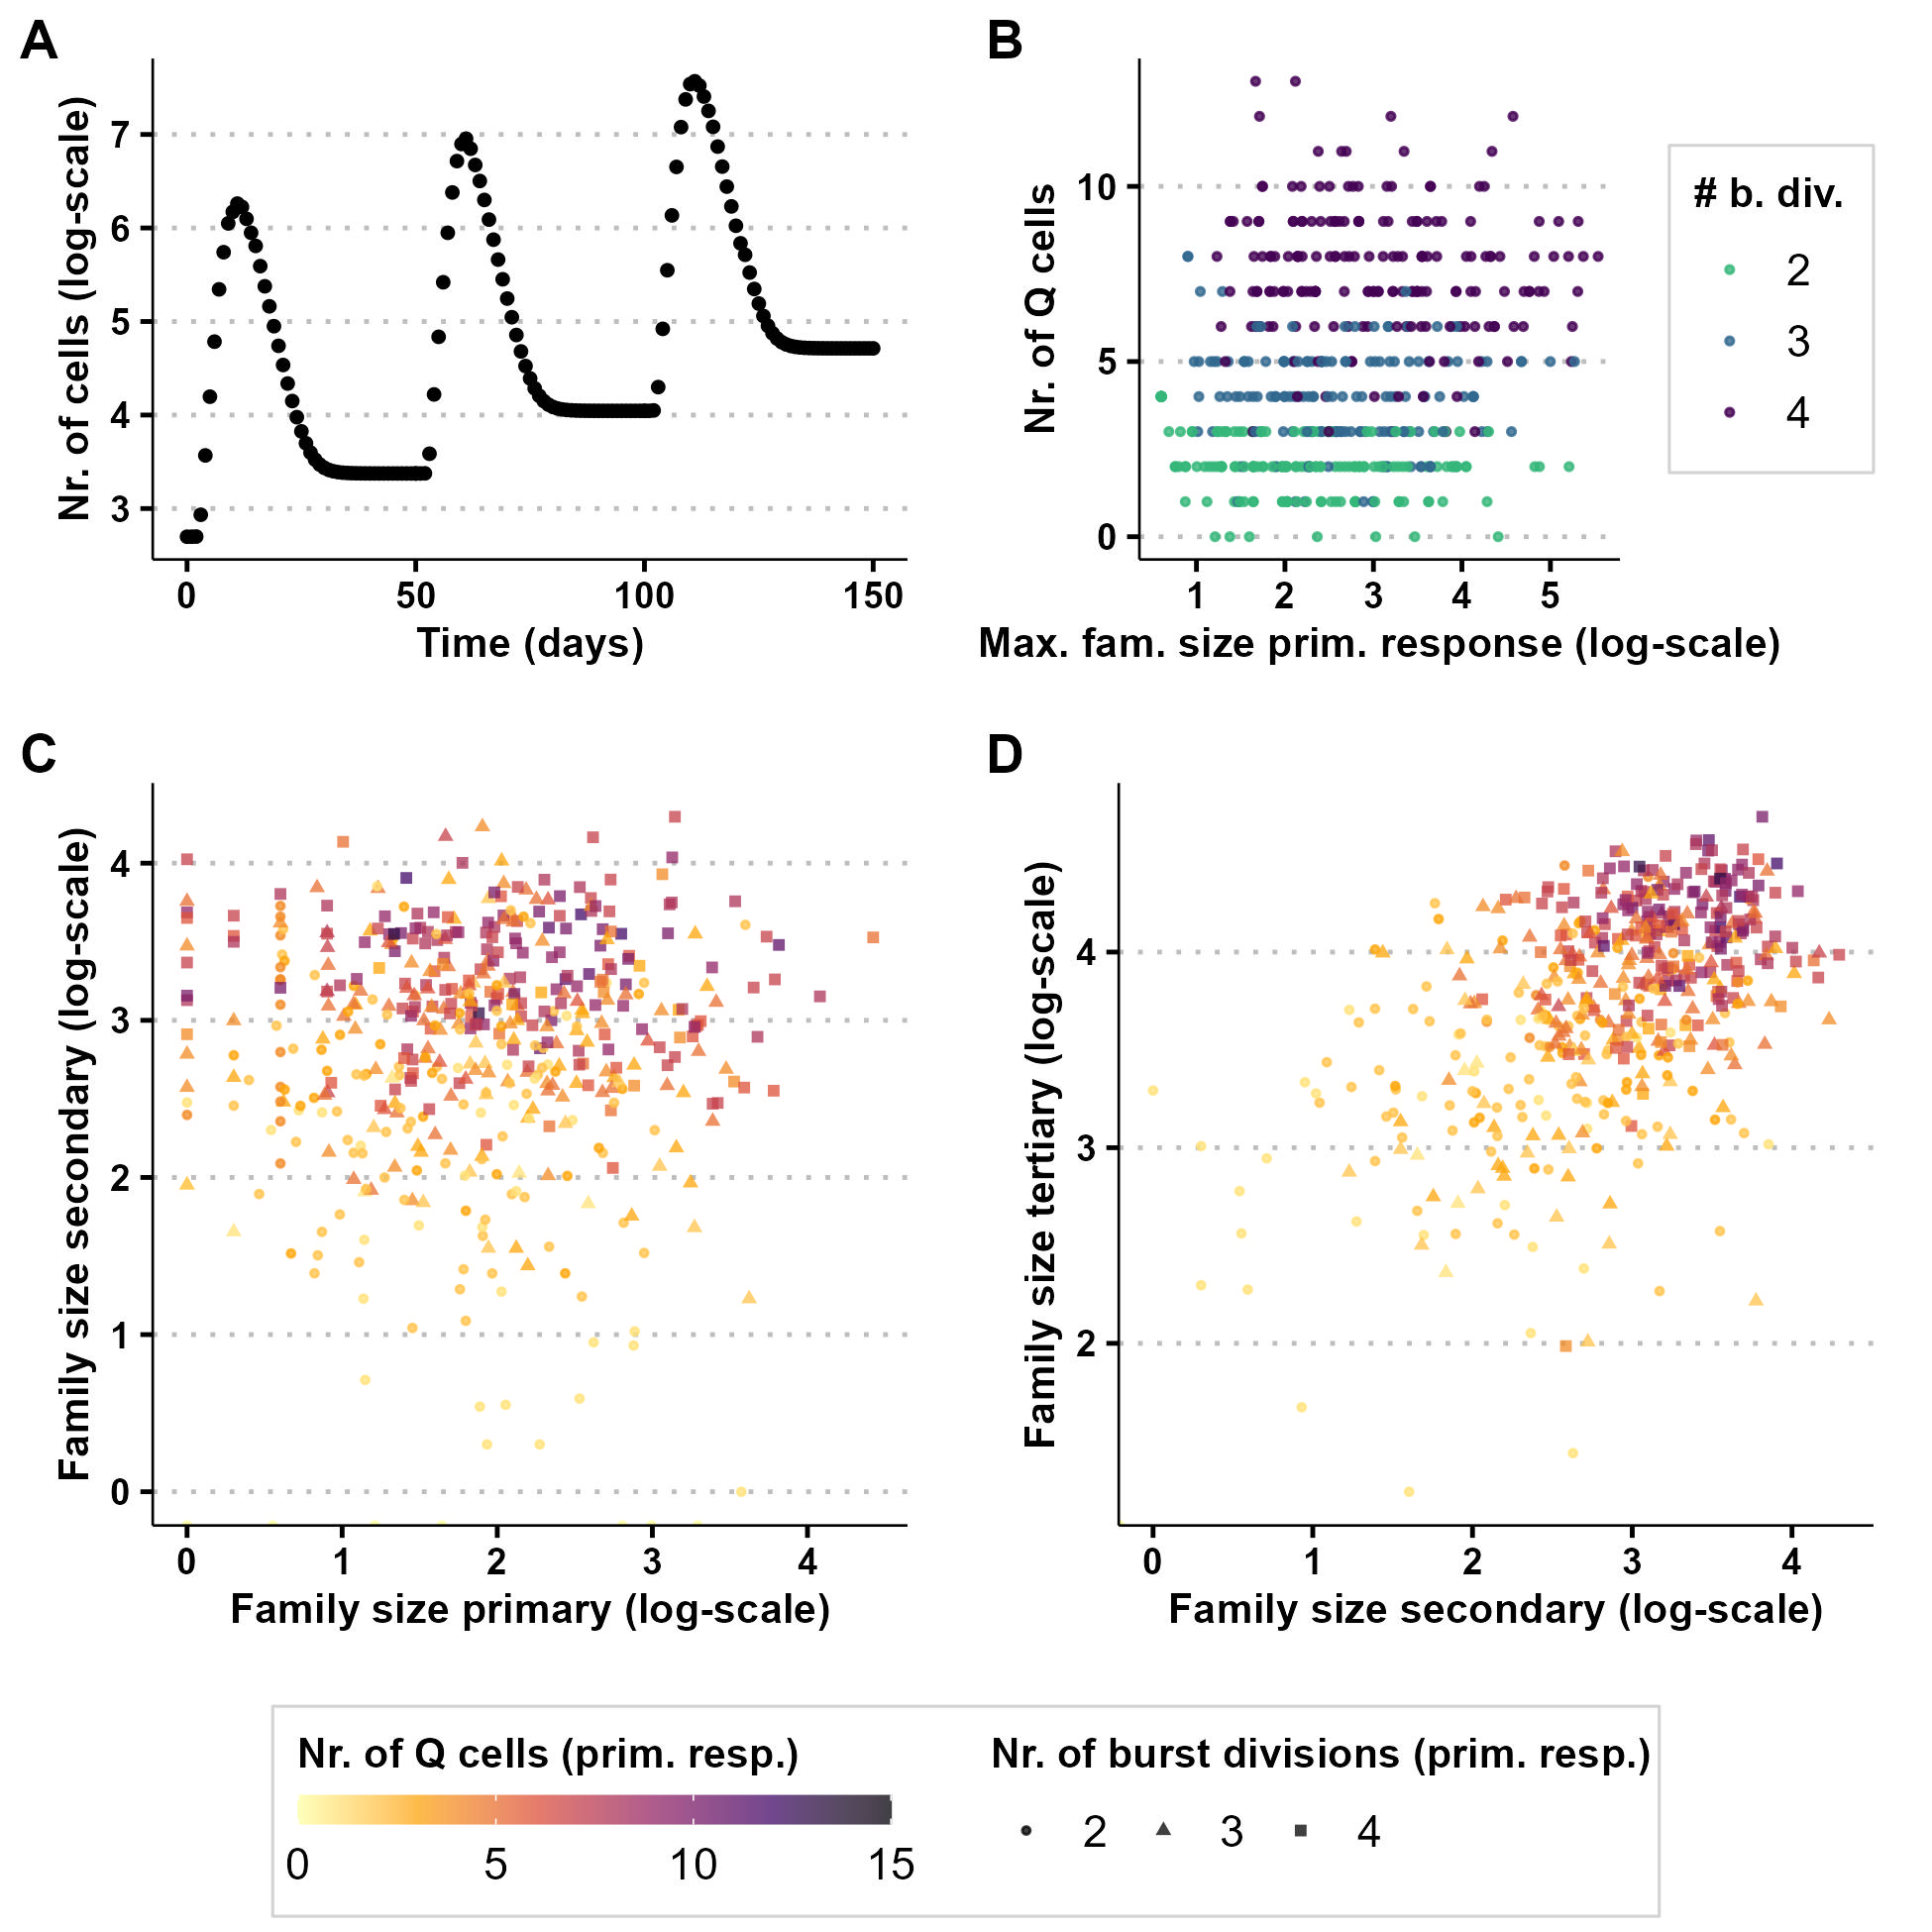 A
Nr. of cells (log-scale)
7
6
5
4
3
0 50 100 150
Time (days)
B
Nr. of Q cells
10
5
0
1 2 3 4 5
Max. fam. size prim. response (log-scale)
# b. div.
2
3
4
C
Family size secondary (log-scale)
4
3
2
1
0
0 1 2 3 4
Family size primary (log-scale)
D
Family size tertiary (log-scale)
4
3
2
0 1 2 3 4
Family size secondary (log-scale)
Nr. of Q cells (prim. resp.)
0 5 10 15
Nr. of burst divisions (prim. resp.)
2 3 4